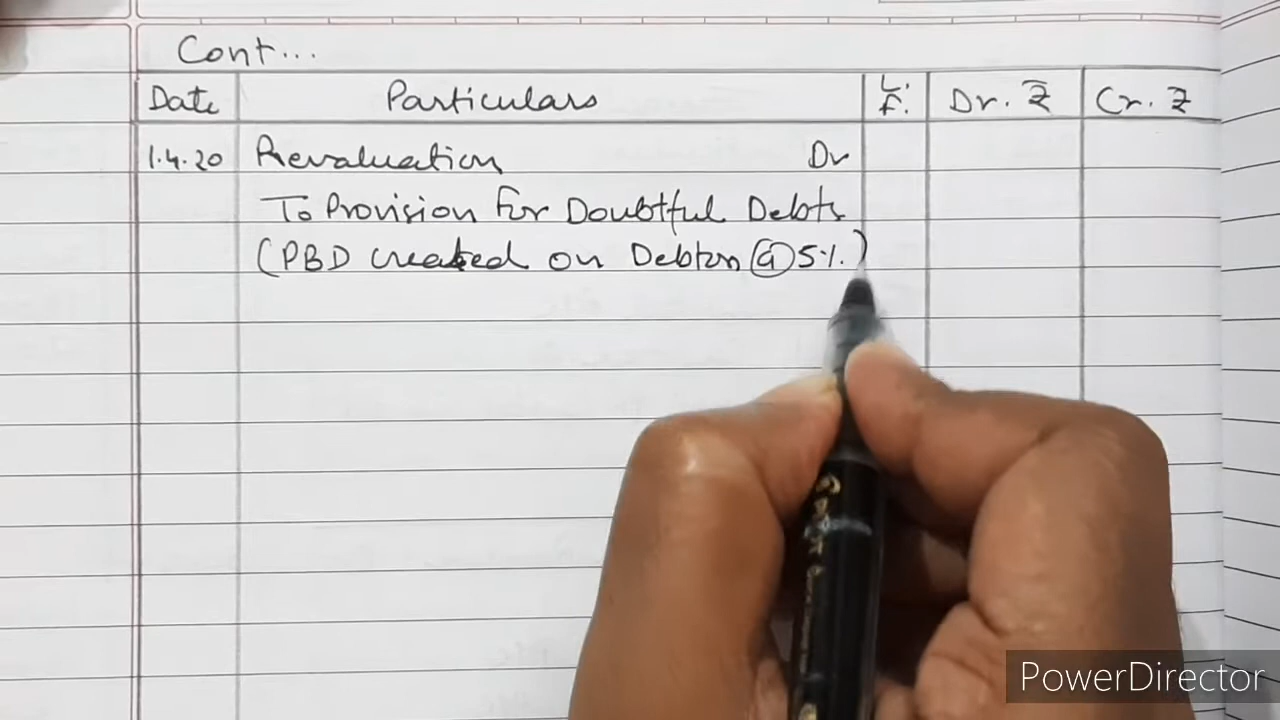 Cont...
Date Particulars L.F. Dr. ₹ Cr. ₹
1.4.20 Revaluation Dr
To Provision For Doubtful Debts
(PBD created on Debtors @ 5%.)
PowerDirector